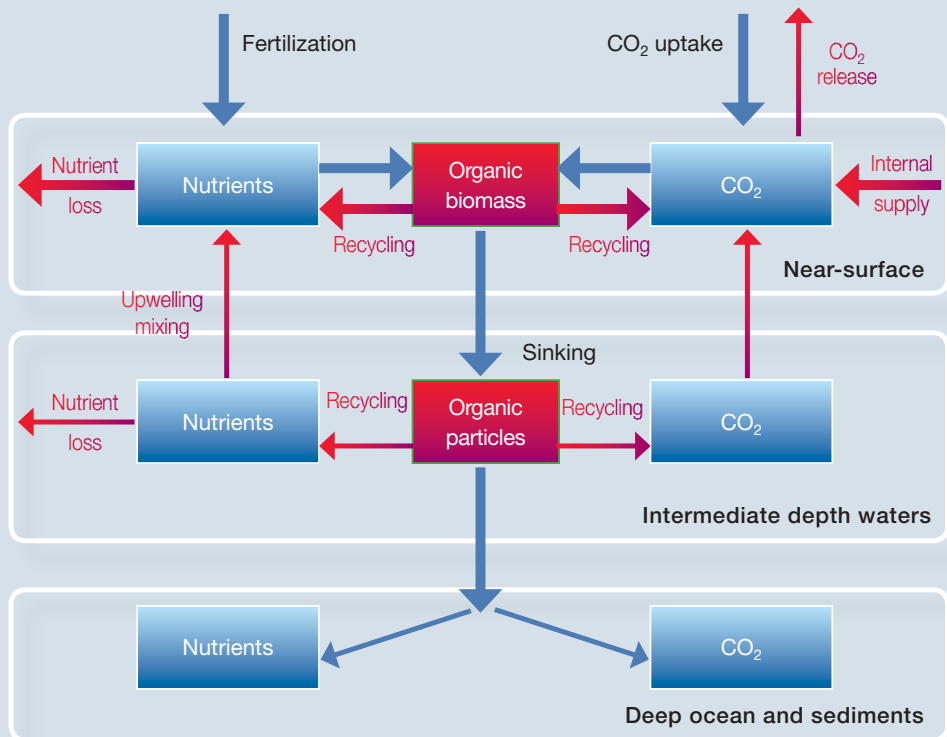 Fertilization
CO₂ uptake
CO₂
release
Nutrient
loss
Nutrients
Organic
biomass
CO₂
Internal
supply
Recycling
Recycling
Near-surface
Upwelling
mixing
Sinking
Nutrient
loss
Nutrients
Recycling
Organic
particles
Recycling
CO₂
Intermediate depth waters
Nutrients
CO₂
Deep ocean and sediments